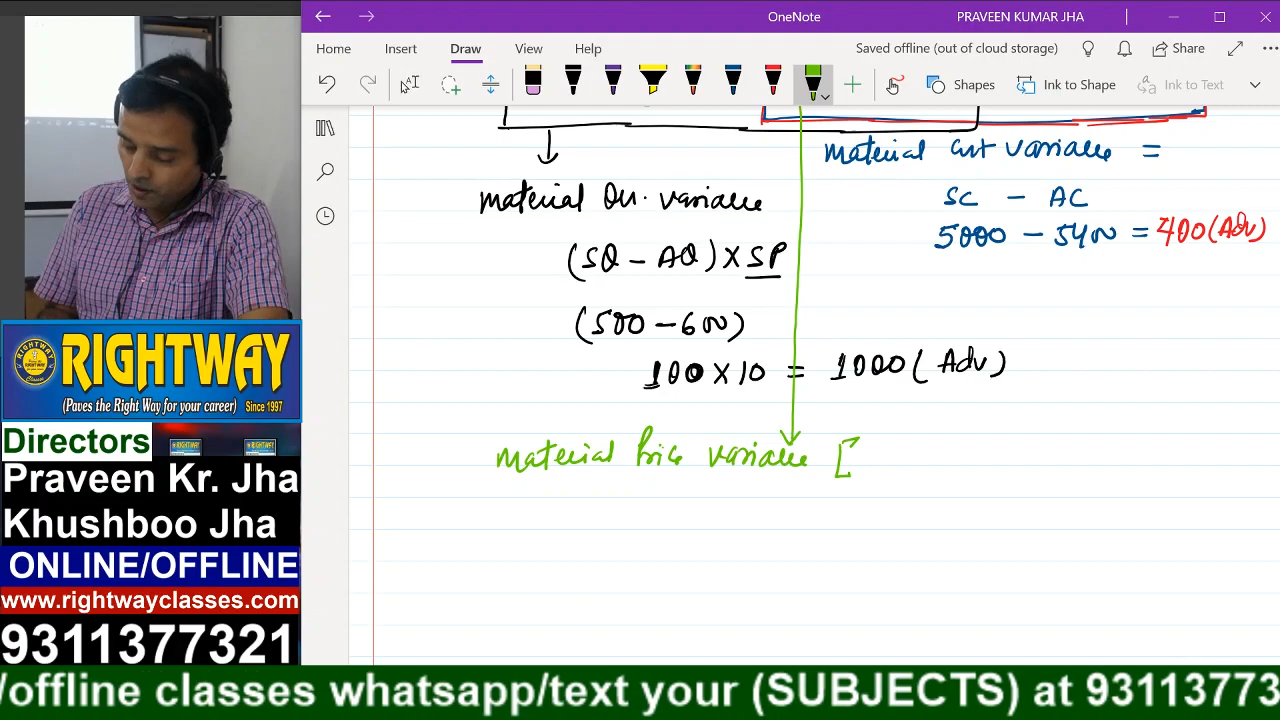 OneNote
PRAVEEN KUMAR JHA
Home Insert Draw View Help
Saved offline (out of cloud storage)
Share
Shapes
Ink to Shape
Ink to Text
Material variance =
SC - AC
5000 - 5400 = 400 (Adv)
material Qu. variance
(SQ - AQ) X SP
(500 - 600)
100 X 10 = 1000 (Adv)
material Price variance [
RIGHTWAY
Classes
(Paves the Right Way for your career) Since 1997
Directors
Praveen Kr. Jha
Khushboo Jha
ONLINE/OFFLINE
www.rightwayclasses.com
9311377321
/offline classes whatsapp/text your (SUBJECTS) at 93113773